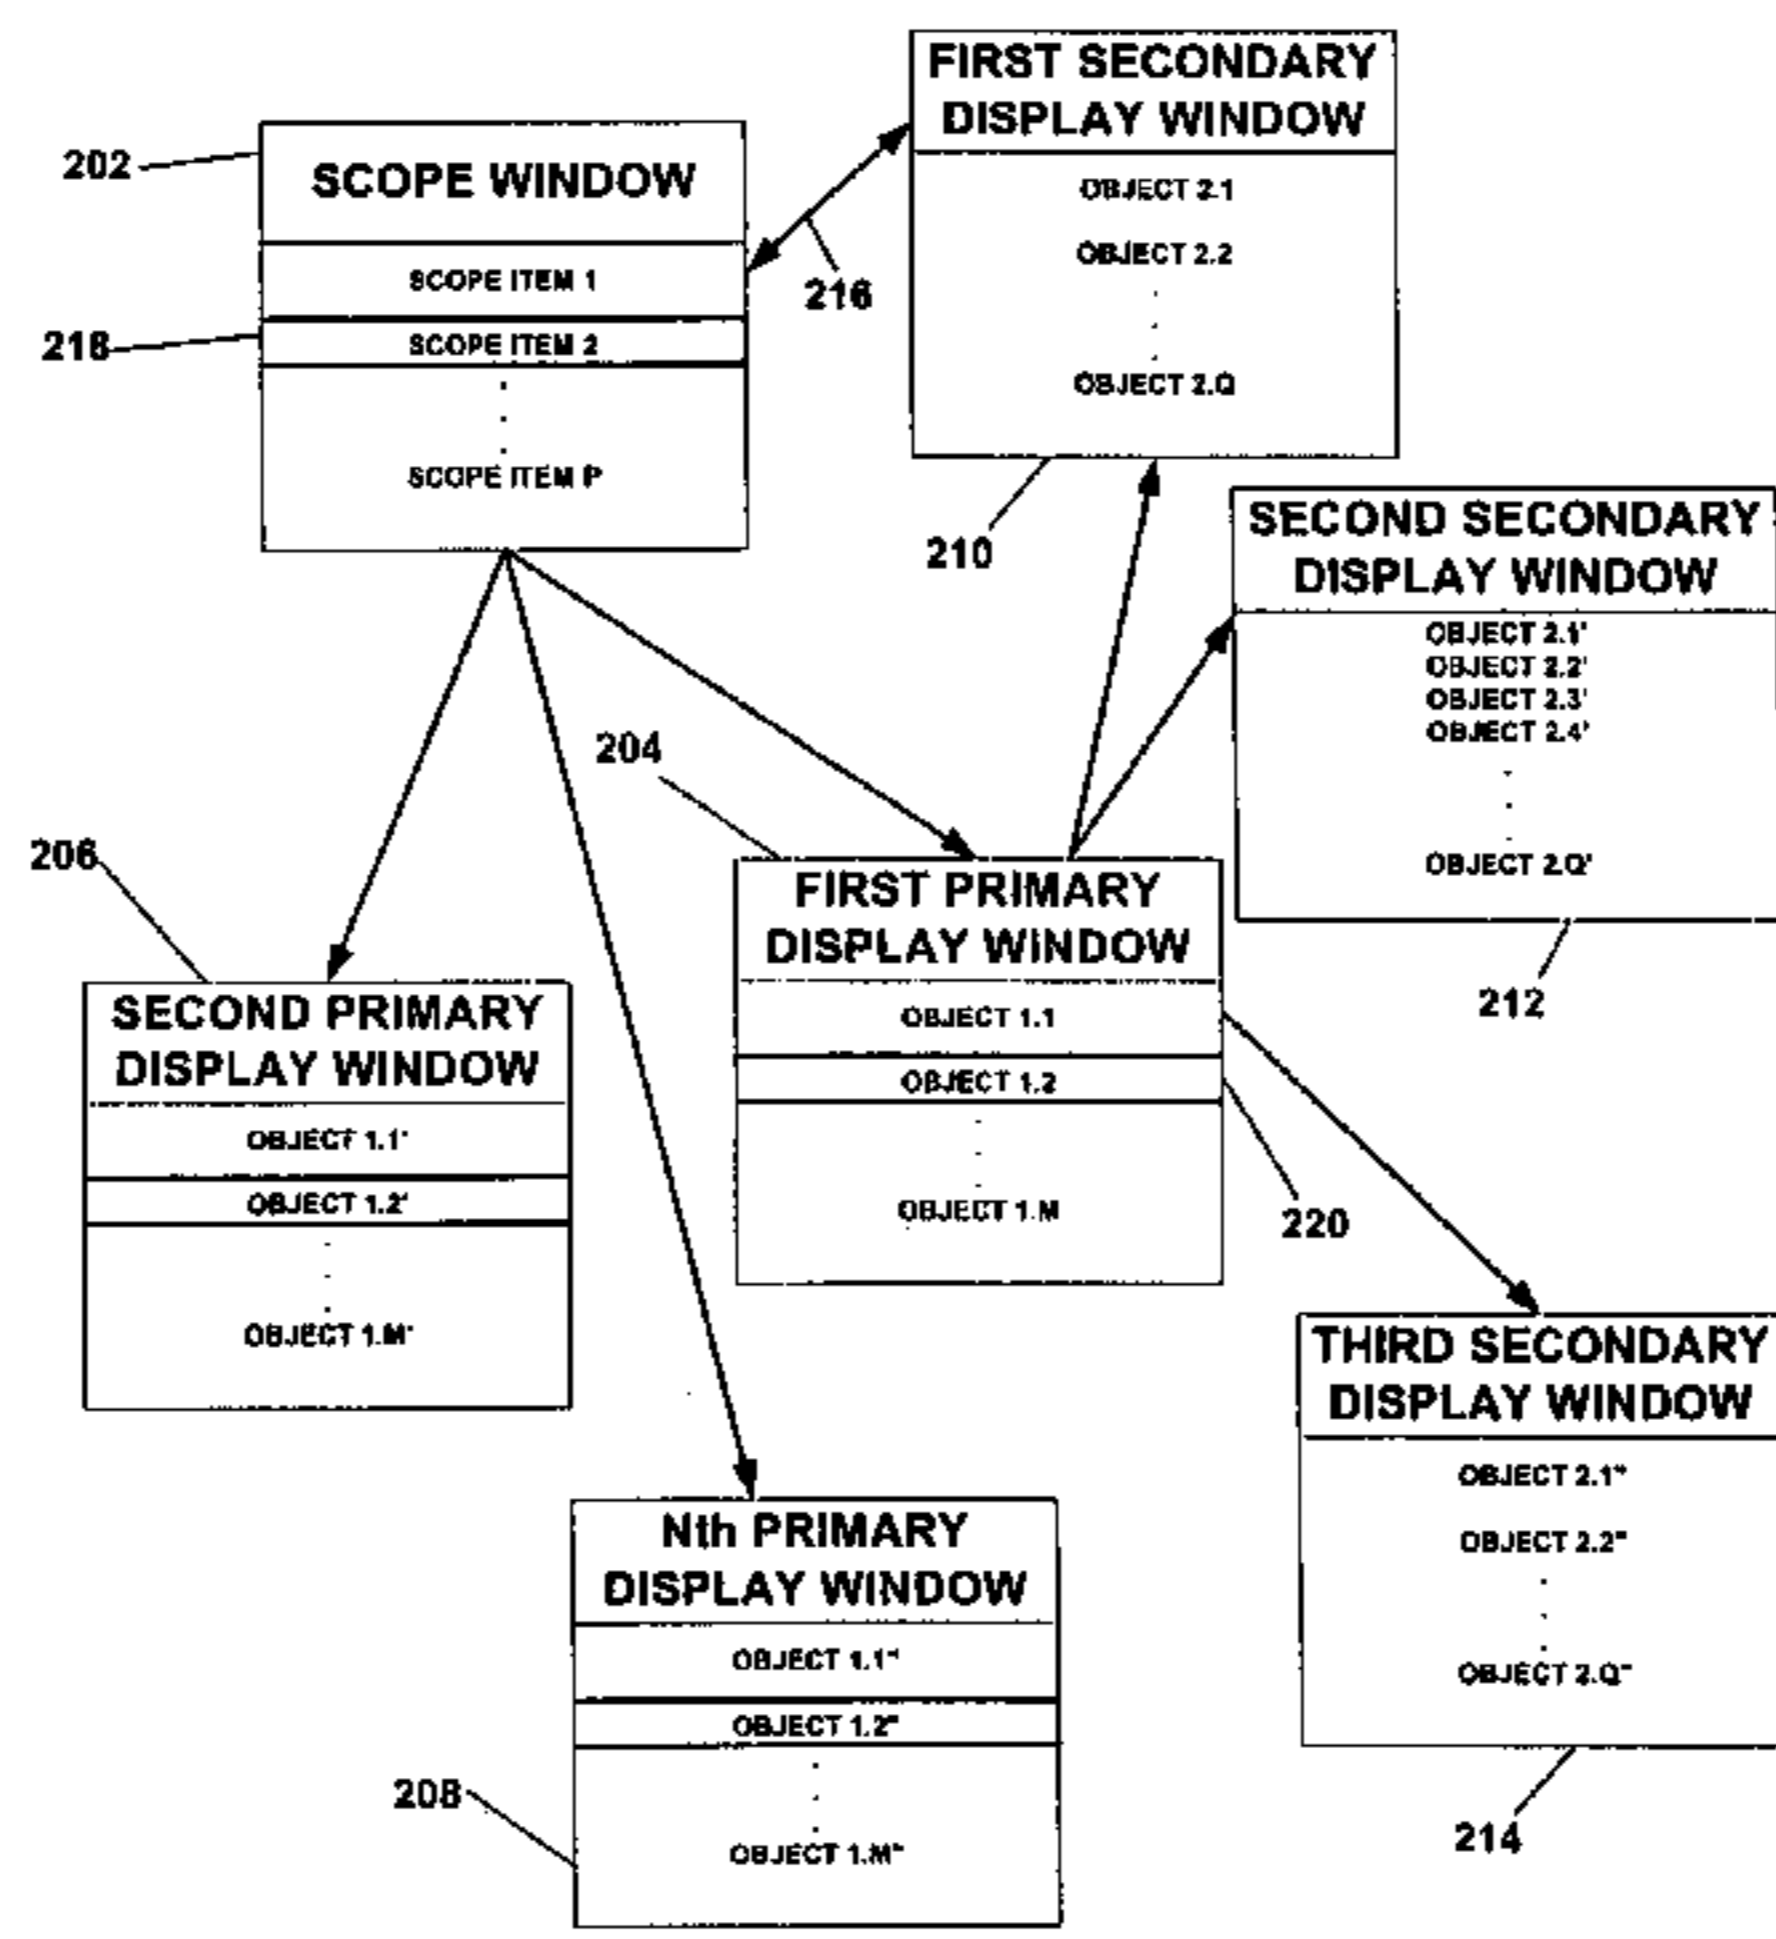 FIRST SECONDARY
DISPLAY WINDOW
OBJECT 2.1
OBJECT 2.2
.
.
.
OBJECT 2.Q
202
SCOPE WINDOW
SCOPE ITEM 1
218
SCOPE ITEM 2
.
.
.
SCOPE ITEM P
216
210
SECOND SECONDARY
DISPLAY WINDOW
OBJECT 2.1'
OBJECT 2.2'
OBJECT 2.3'
OBJECT 2.4'
.
.
.
OBJECT 2.Q'
212
204
FIRST PRIMARY
DISPLAY WINDOW
OBJECT 1.1
OBJECT 1.2
.
.
.
OBJECT 1.M
220
206
SECOND PRIMARY
DISPLAY WINDOW
OBJECT 1.1'
OBJECT 1.2'
.
.
.
OBJECT 1.M'
THIRD SECONDARY
DISPLAY WINDOW
OBJECT 2.1"
OBJECT 2.2"
.
.
.
OBJECT 2.Q"
214
Nth PRIMARY
DISPLAY WINDOW
OBJECT 1.1"
OBJECT 1.2"
.
.
.
OBJECT 1.M"
208